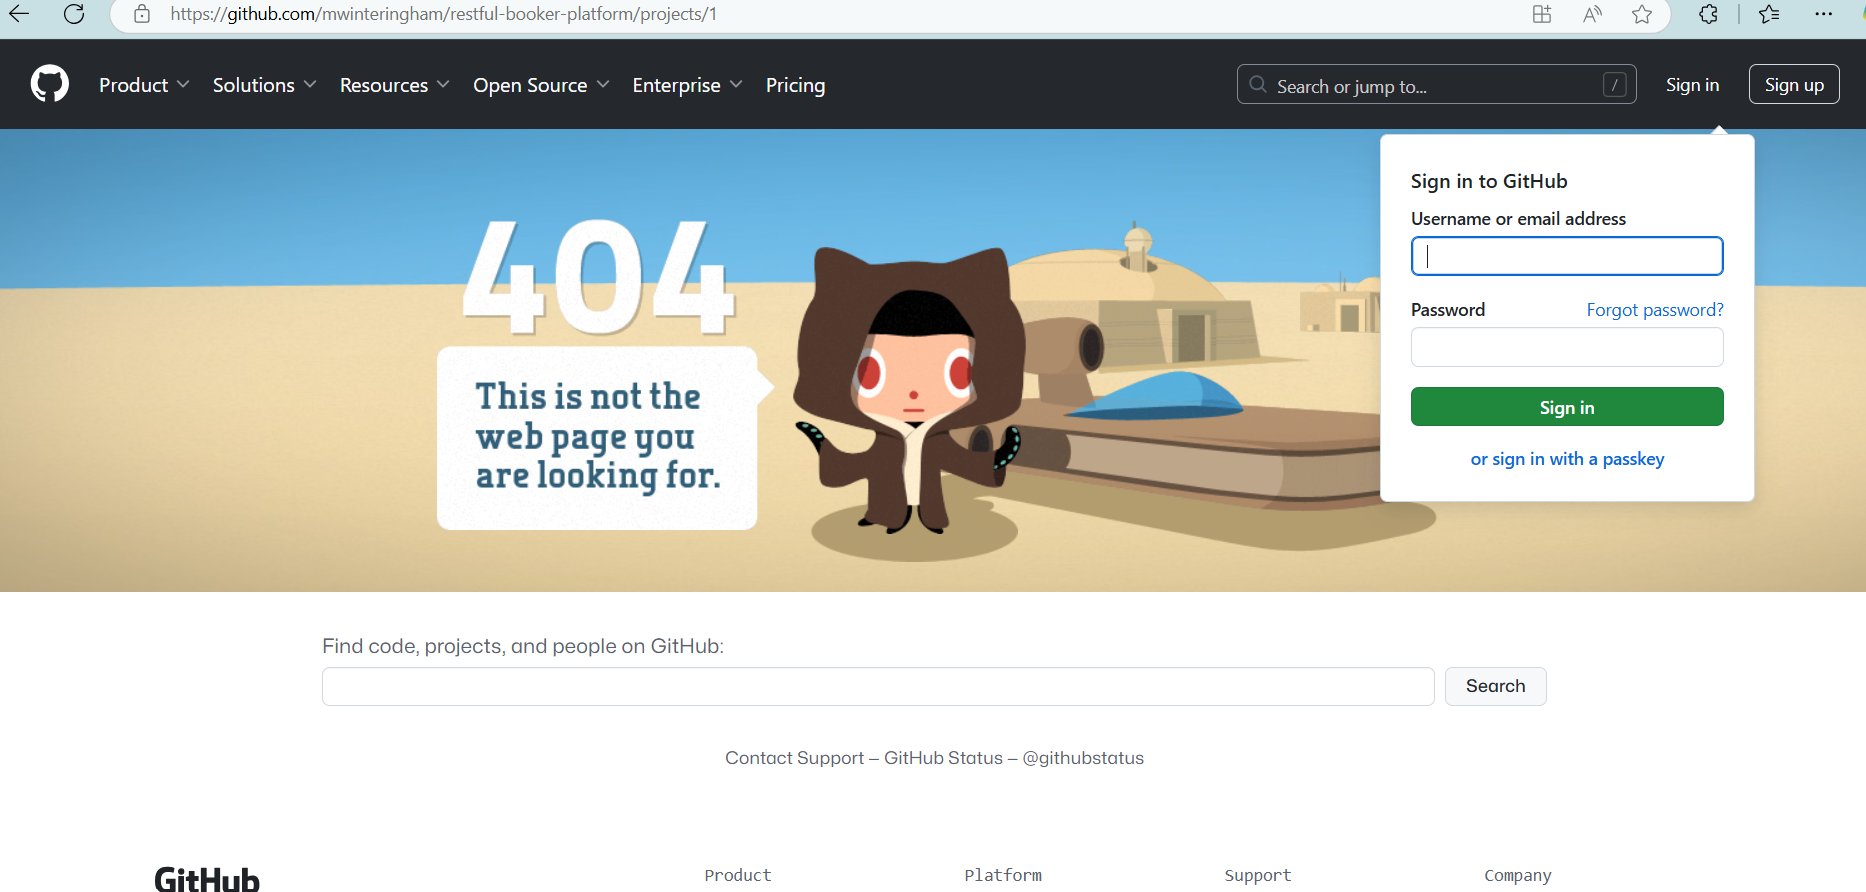 https://github.com/mwinteringham/restful-booker-platform/projects/1
Product
Solutions
Resources
Open Source
Enterprise
Pricing
Search or jump to...
/
Sign in
Sign up
404
This is not the
web page you
are looking for.
Sign in to GitHub
Username or email address
Password
Forgot password?
Sign in
or sign in with a passkey
Find code, projects, and people on GitHub:
Search
Contact Support — GitHub Status — @githubstatus
GitHub
Product
Platform
Support
Company